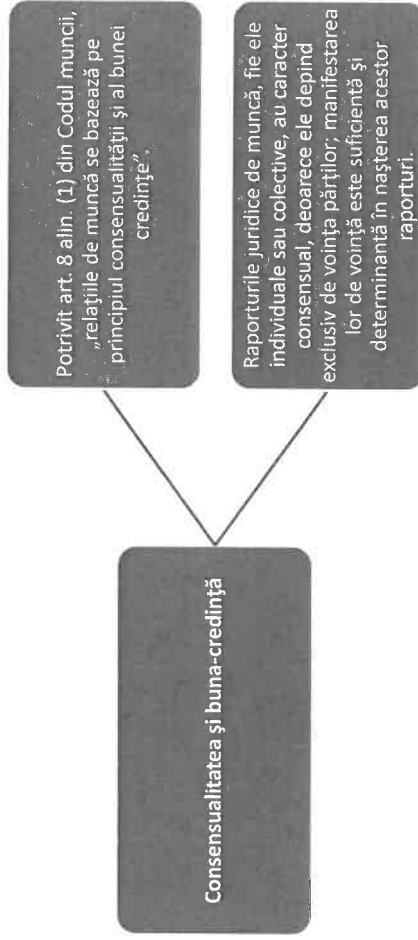 Consensualitatea și buna-credință
Potrivit art. 8 alin. (1) din Codul muncii,
„relațiile de muncă se bazează pe
principiul consensualității și al bunei
credințe”.
Raporturile juridice de muncă, fie ele
individuale sau colective, au caracter
consensual, deoarece ele depind
exclusiv de voința părților; manifestarea
lor de voință este suficientă și
determinantă în nașterea acestor
raporturi.